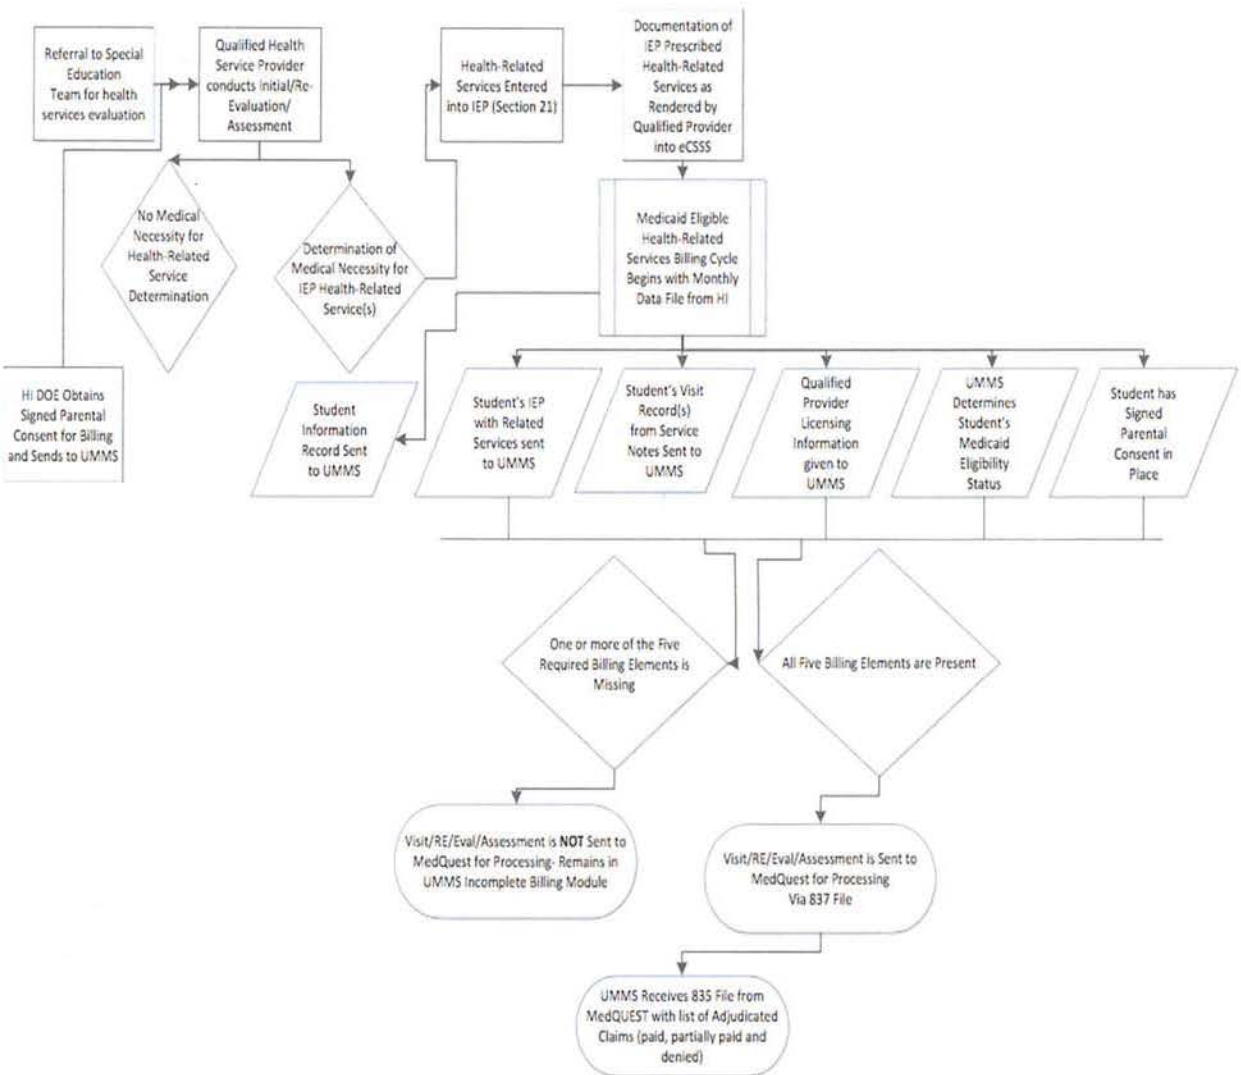 Referral to Special
Education
Team for health
services evaluation
Qualified Health
Service Provider
conducts Initial/Re-
Evaluation/
Assessment
Health-Related
Services Entered
into IEP (Section 21)
Documentation of
IEP Prescribed
Health-Related
Services as
Rendered by
Qualified Provider
into eCSSS
No Medical
Necessity for
Health-Related
Service
Determination
Determination of
Medical Necessity for
IEP Health-Related
Service(s)
Medicaid Eligible
Health-Related
Services Billing Cycle
Begins with Monthly
Data File from HI
HI DOE Obtains
Signed Parental
Consent for Billing
and Sends to UMMS
Student
Information
Record Sent
to UMMS
Student's IEP
with Related
Services sent
to UMMS
Student's Visit
Record(s)
from Service
Notes Sent to
UMMS
Qualified
Provider
Licensing
Information
given to
UMMS
UMMS
Determines
Student's
Medicaid
Eligibility
Status
Student has
Signed
Parental
Consent in
Place
One or more of the Five
Required Billing Elements is
Missing
All Five Billing Elements are Present
Visit/RE/Eval/Assessment is NOT Sent to
MedQuest for Processing- Remains in
UMMS Incomplete Billing Module
Visit/RE/Eval/Assessment is Sent to
MedQuest for Processing
Via 837 File
UMMS Receives 835 File from
MedQUEST with list of Adjudicated
Claims (paid, partially paid and
denied)